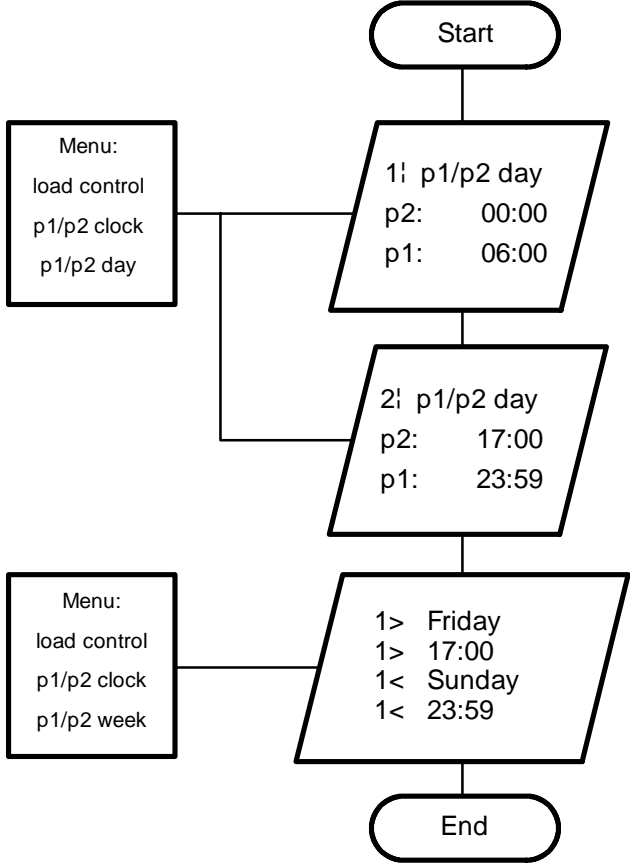 Start
Menu:
load control
p1/p2 clock
p1/p2 day
1¦ p1/p2 day
p2: 00:00
p1: 06:00
2¦ p1/p2 day
p2: 17:00
p1: 23:59
Menu:
load control
p1/p2 clock
p1/p2 week
1> Friday
1> 17:00
1< Sunday
1< 23:59
End